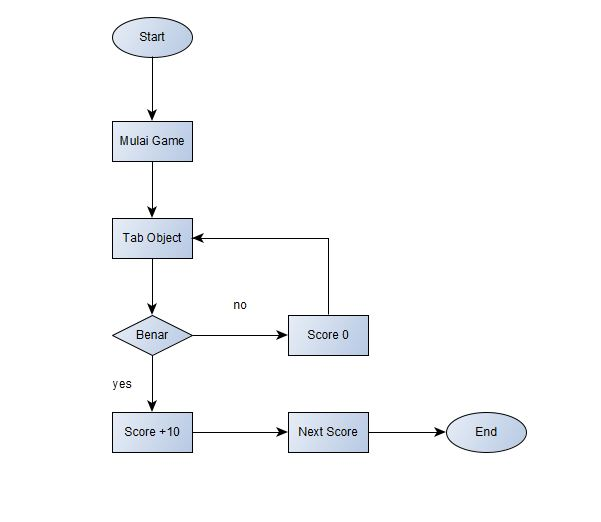 Start
Mulai Game
Tab Object
no
Benar
Score 0
yes
Score +10
Next Score
End